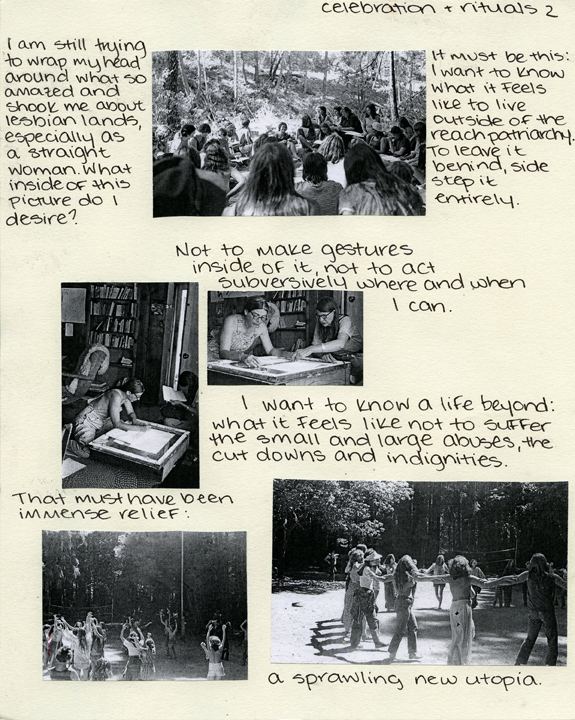 celebration + rituals 2
I am still trying
to wrap my head
around what so
amazed and
shook me about
lesbian lands,
especially as
a straight
woman. What
inside of this
picture do I
desire?
It must be this:
I want to know
what it feels
like to live
outside of the
reach patriarchy.
To leave it
behind, side
step it
entirely.
Not to make gestures
inside of it, not to act
subversively where and when
I can.
I want to know a life beyond:
what it feels like not to suffer
the small and large abuses, the
cut downs and indignities.
That must have been
immense relief:
a sprawling new utopia.